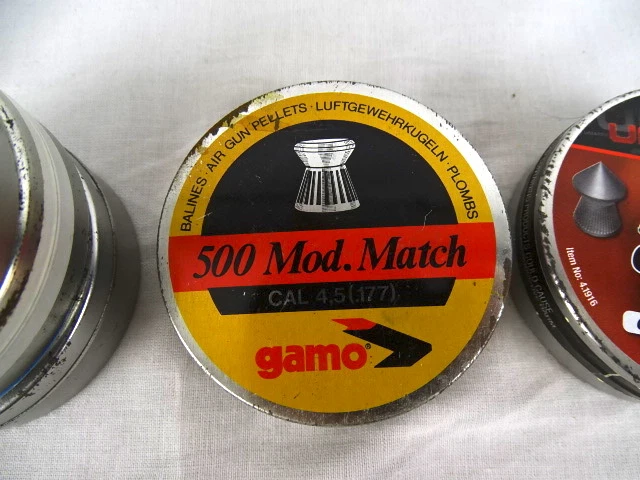 BALINES · AIR GUN PELLETS · LUFTGEWEHRKUGELN · PLOMBS
500 Mod. Match
CAL 4,5(.177)
gamo®
Item No: 4.1916